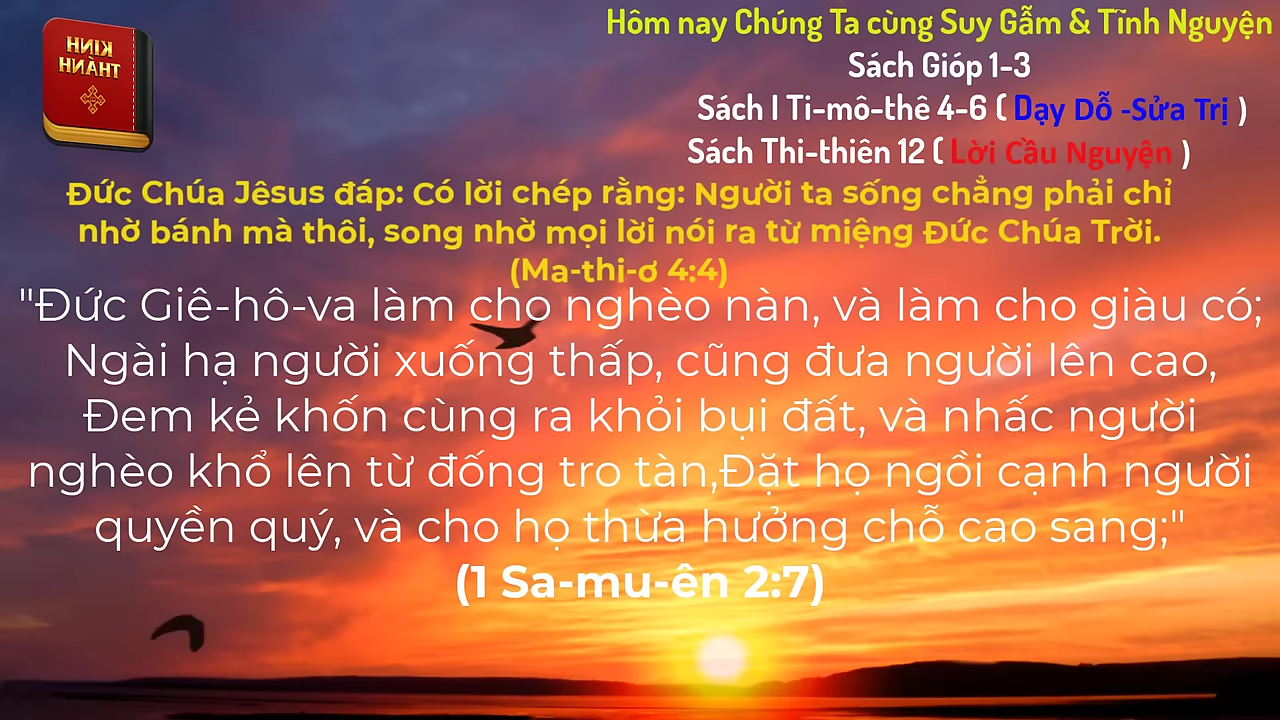 KINH
THÁNH
Hôm nay Chúng Ta cùng Suy Gẫm & Tĩnh Nguyện
Sách Gióp 1-3
Sách I Ti-mô-thê 4-6 ( Dạy Dỗ -Sửa Trị )
Sách Thi-thiên 12 ( Lời Cầu Nguyện )
Đức Chúa Jêsus đáp: Có lời chép rằng: Người ta sống chẳng phải chỉ
nhờ bánh mà thôi, song nhờ mọi lời nói ra từ miệng Đức Chúa Trời.
(Ma-thi-ơ 4:4)
"Đức Giê-hô-va làm cho nghèo nàn, và làm cho giàu có;
Ngài hạ người xuống thấp, cũng đưa người lên cao,
Đem kẻ khốn cùng ra khỏi bụi đất, và nhấc người
nghèo khổ lên từ đống tro tàn,Đặt họ ngồi cạnh người
quyền quý, và cho họ thừa hưởng chỗ cao sang;"
(1 Sa-mu-ên 2:7)